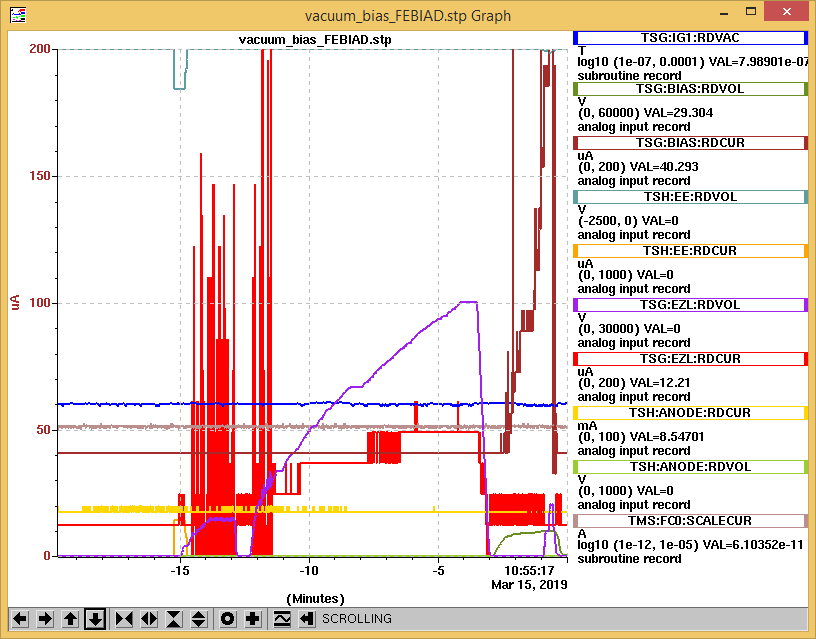 vacuum_bias_FEBIAD.stp Graph
vacuum_bias_FEBIAD.stp
200
150
100
50
0
uA
-15
-10
-5
10:55:17
Mar 15, 2019
(Minutes)
TSG:IG1:RDVAC
T
log10 (1e-07, 0.0001) VAL=7.98901e-07
subroutine record
TSG:BIAS:RDVOL
V
(0, 60000) VAL=29.304
analog input record
TSG:BIAS:RDCUR
uA
(0, 200) VAL=40.293
analog input record
TSH:EE:RDVOL
V
(-2500, 0) VAL=0
analog input record
TSH:EE:RDCUR
uA
(0, 1000) VAL=0
analog input record
TSG:EZL:RDVOL
V
(0, 30000) VAL=0
analog input record
TSG:EZL:RDCUR
uA
(0, 200) VAL=12.21
analog input record
TSH:ANODE:RDCUR
mA
(0, 100) VAL=8.54701
analog input record
TSH:ANODE:RDVOL
V
(0, 1000) VAL=0
analog input record
TMS:FC0:SCALECUR
A
log10 (1e-12, 1e-05) VAL=6.10352e-11
subroutine record
SCROLLING